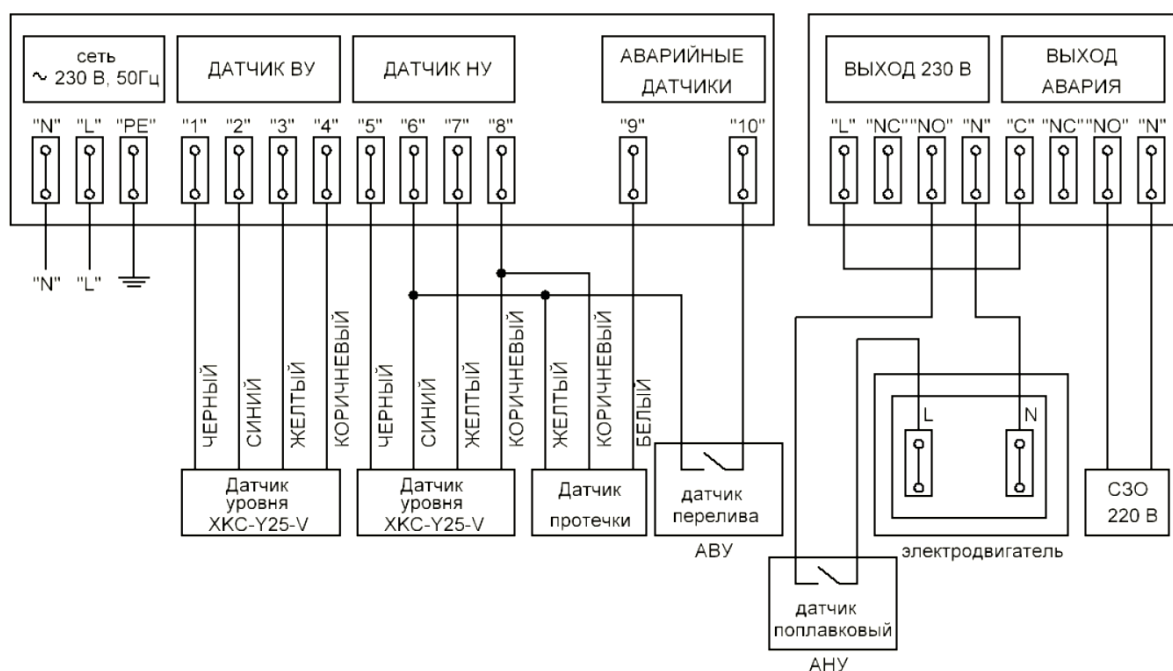 сеть
~ 230 В, 50Гц
ДАТЧИК ВУ
ДАТЧИК НУ
АВАРИЙНЫЕ
ДАТЧИКИ
ВЫХОД 230 В
ВЫХОД
АВАРИЯ
"N" "L" "PE" "1" "2" "3" "4" "5" "6" "7" "8" "9" "10" "L" "NC" "NO" "N" "C" "NC" "NO" "N"
"N" "L"
ЧЕРНЫЙ
СИНИЙ
ЖЕЛТЫЙ
КОРИЧНЕВЫЙ
ЧЕРНЫЙ
СИНИЙ
ЖЕЛТЫЙ
КОРИЧНЕВЫЙ
ЖЕЛТЫЙ
КОРИЧНЕВЫЙ
БЕЛЫЙ
L N
Датчик
уровня
XKC-Y25-V
Датчик
уровня
XKC-Y25-V
Датчик
протечки
датчик
перелива
АВУ
СЗО
220 В
электродвигатель
датчик
поплавковый
АНУ